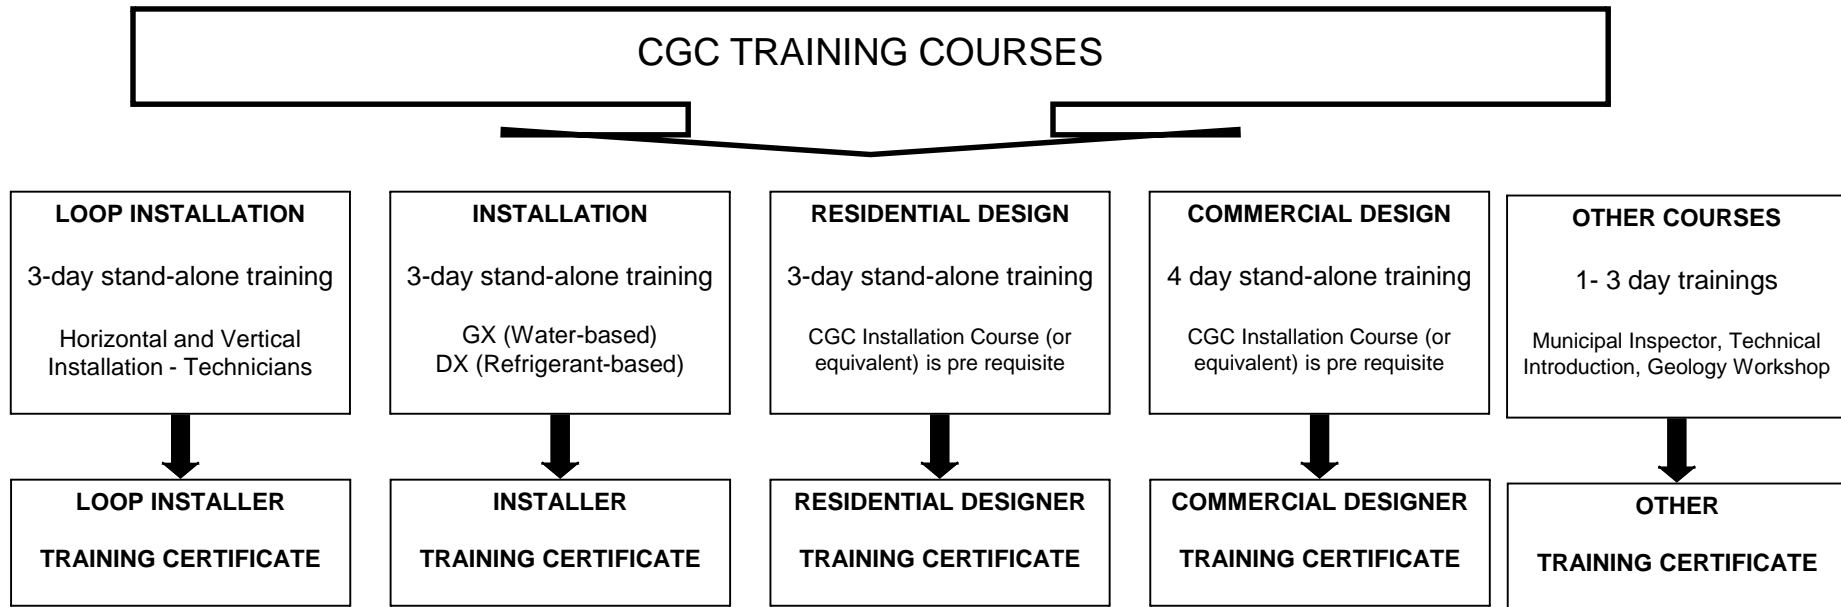 CGC TRAINING COURSES
LOOP INSTALLATION
3-day stand-alone training
Horizontal and Vertical
Installation - Technicians
INSTALLATION
3-day stand-alone training
GX (Water-based)
DX (Refrigerant-based)
RESIDENTIAL DESIGN
3-day stand-alone training
CGC Installation Course (or
equivalent) is pre requisite
COMMERCIAL DESIGN
4 day stand-alone training
CGC Installation Course (or
equivalent) is pre requisite
OTHER COURSES
1- 3 day trainings
Municipal Inspector, Technical
Introduction, Geology Workshop
LOOP INSTALLER
TRAINING CERTIFICATE
INSTALLER
TRAINING CERTIFICATE
RESIDENTIAL DESIGNER
TRAINING CERTIFICATE
COMMERCIAL DESIGNER
TRAINING CERTIFICATE
OTHER
TRAINING CERTIFICATE